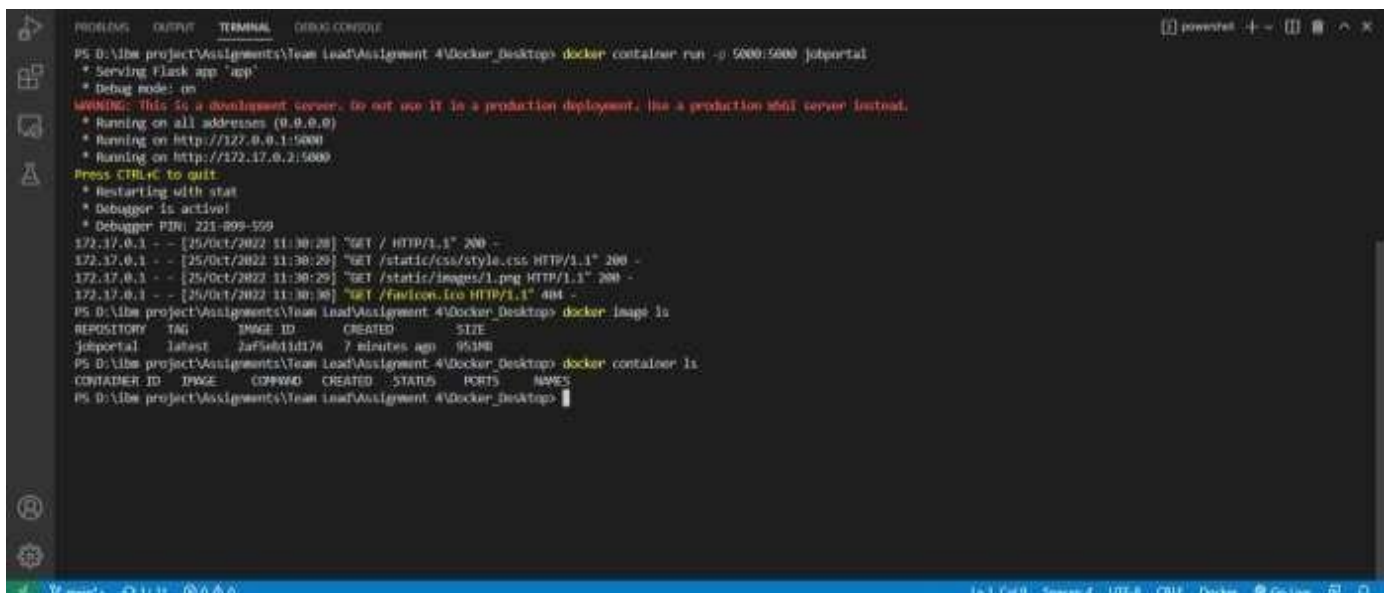 PROBLEMS OUTPUT TERMINAL DEBUG CONSOLE powershell
PS D:\ibm project\Assignments\Team Lead\Assignment 4\Docker_Desktop> docker container run -p 5000:5000 jobportal
* Serving Flask app 'app'
* Debug mode: on
WARNING: This is a development server. Do not use it in a production deployment. Use a production WSGI server instead.
* Running on all addresses (0.0.0.0)
* Running on http://127.0.0.1:5000
* Running on http://172.17.0.2:5000
Press CTRL+C to quit
* Restarting with stat
* Debugger is active!
* Debugger PIN: 221-899-559
172.17.0.1 - - [25/Oct/2022 11:30:28] "GET / HTTP/1.1" 200 -
172.17.0.1 - - [25/Oct/2022 11:30:29] "GET /static/css/style.css HTTP/1.1" 200 -
172.17.0.1 - - [25/Oct/2022 11:30:29] "GET /static/images/1.png HTTP/1.1" 200 -
172.17.0.1 - - [25/Oct/2022 11:30:30] "GET /favicon.ico HTTP/1.1" 404 -
PS D:\ibm project\Assignments\Team Lead\Assignment 4\Docker_Desktop> docker image ls
REPOSITORY TAG IMAGE ID CREATED SIZE
jobportal latest 2af5eb11d174 7 minutes ago 951MB
PS D:\ibm project\Assignments\Team Lead\Assignment 4\Docker_Desktop> docker container ls
CONTAINER ID IMAGE COMMAND CREATED STATUS PORTS NAMES
PS D:\ibm project\Assignments\Team Lead\Assignment 4\Docker_Desktop>